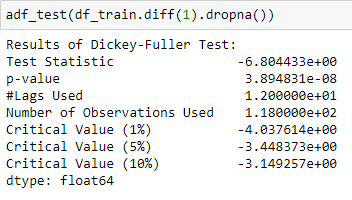 adf_test(df_train.diff(1).dropna())
Results of Dickey-Fuller Test:
Test Statistic -6.804433e+00
p-value 3.894831e-08
#Lags Used 1.200000e+01
Number of Observations Used 1.180000e+02
Critical Value (1%) -4.037614e+00
Critical Value (5%) -3.448373e+00
Critical Value (10%) -3.149257e+00
dtype: float64